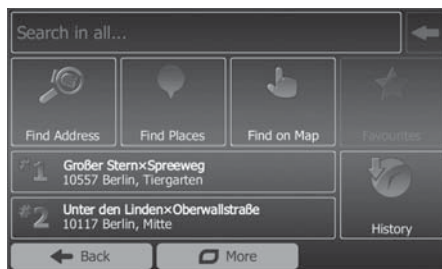 Search in all...
Find Address
Find Places
Find on Map
Favourites
#1 Großer Stern×Spreeweg
10557 Berlin, Tiergarten
#2 Unter den Linden×Oberwallstraße
10117 Berlin, Mitte
History
Back
More